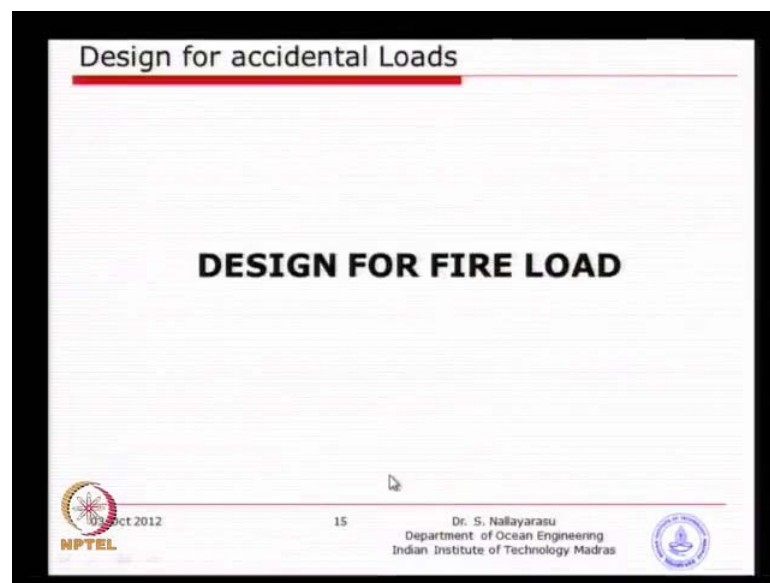 Design for accidental Loads
DESIGN FOR FIRE LOAD
03 Oct 2012
15
Dr. S. Nallayarasu
Department of Ocean Engineering
Indian Institute of Technology Madras
NPTEL